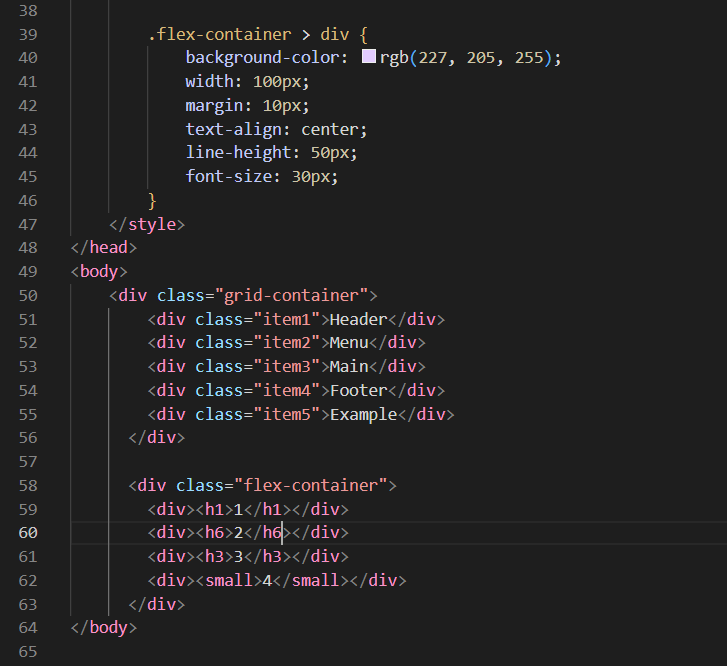 38
39 .flex-container > div {
40 background-color: rgb(227, 205, 255);
41 width: 100px;
42 margin: 10px;
43 text-align: center;
44 line-height: 50px;
45 font-size: 30px;
46 }
47 </style>
48 </head>
49 <body>
50 <div class="grid-container">
51 <div class="item1">Header</div>
52 <div class="item2">Menu</div>
53 <div class="item3">Main</div>
54 <div class="item4">Footer</div>
55 <div class="item5">Example</div>
56 </div>
57
58 <div class="flex-container">
59 <div><h1>1</h1></div>
60 <div><h6>2</h6></div>
61 <div><h3>3</h3></div>
62 <div><small>4</small></div>
63 </div>
64 </body>
65